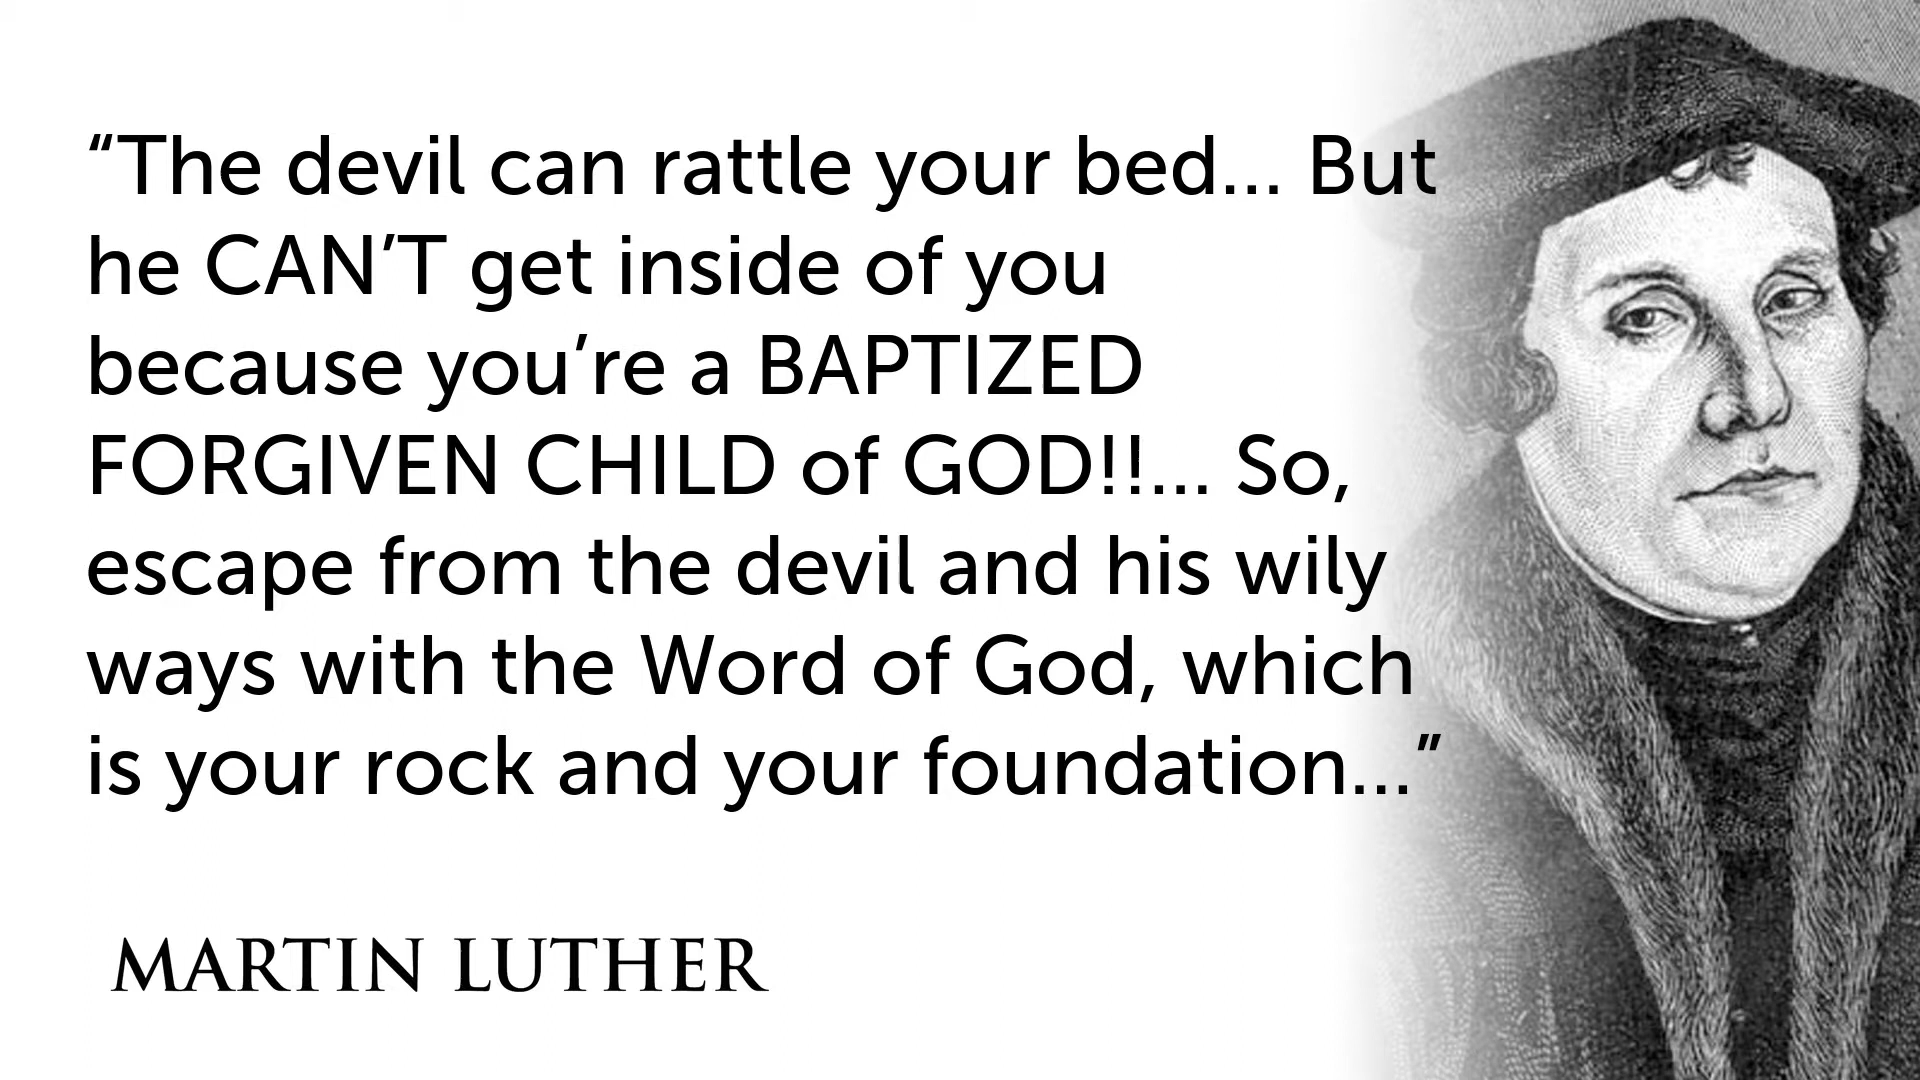 “The devil can rattle your bed... But
he CAN’T get inside of you
because you’re a BAPTIZED
FORGIVEN CHILD of GOD!!... So,
escape from the devil and his wily
ways with the Word of God, which
is your rock and your foundation...”
MARTIN LUTHER